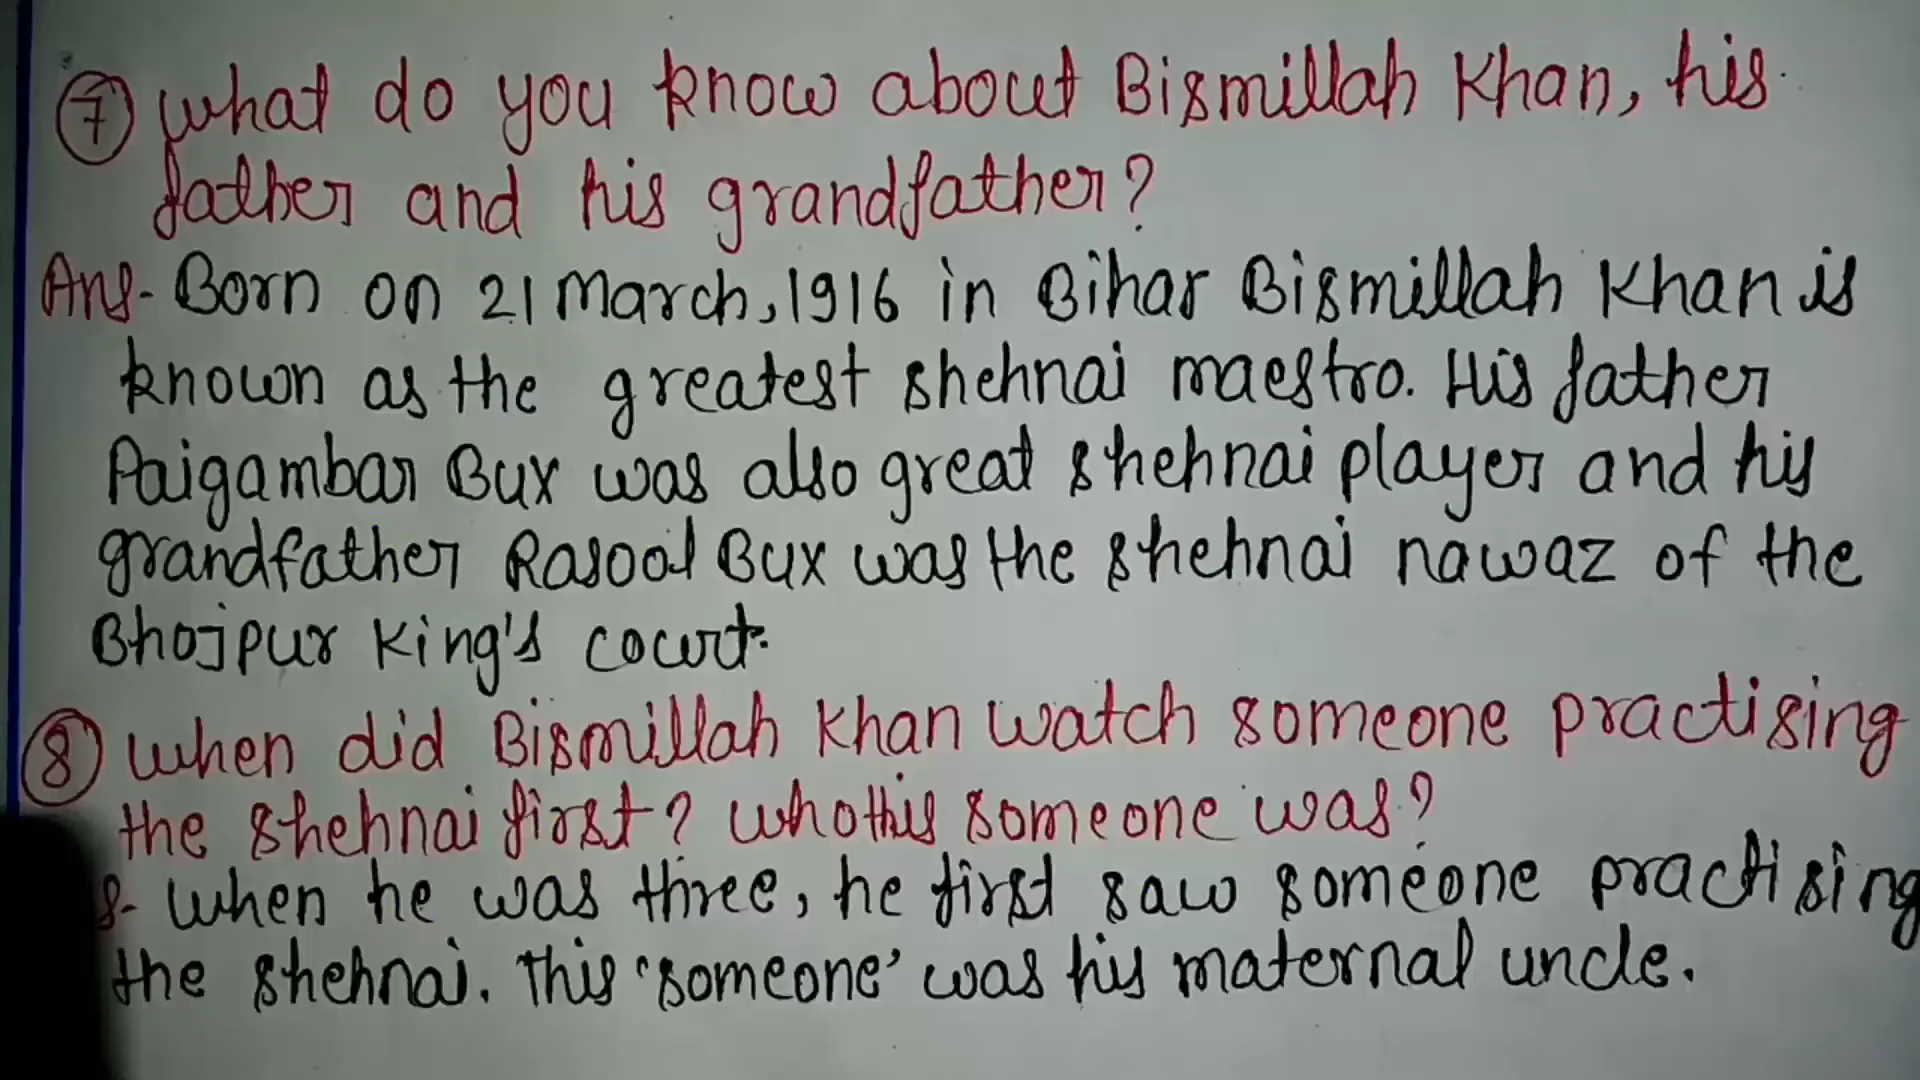 7 What do you know about Bismillah Khan, his
father and his grandfather?
Ans- Born on 21 March, 1916 in Bihar Bismillah Khan is
known as the greatest shehnai maestro. His father
Paigambar Bux was also great shehnai player and his
grandfather Rasool Bux was the shehnai nawaz of the
Bhojpur King's court.
8 When did Bismillah Khan watch someone practising
the shehnai first? Who this someone was?
s- When he was three, he first saw someone practising
the shehnai. This 'someone' was his maternal uncle.